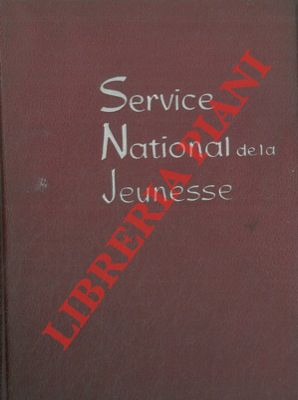 Service
National de la
Jeunesse
LIBRERIA PIANI